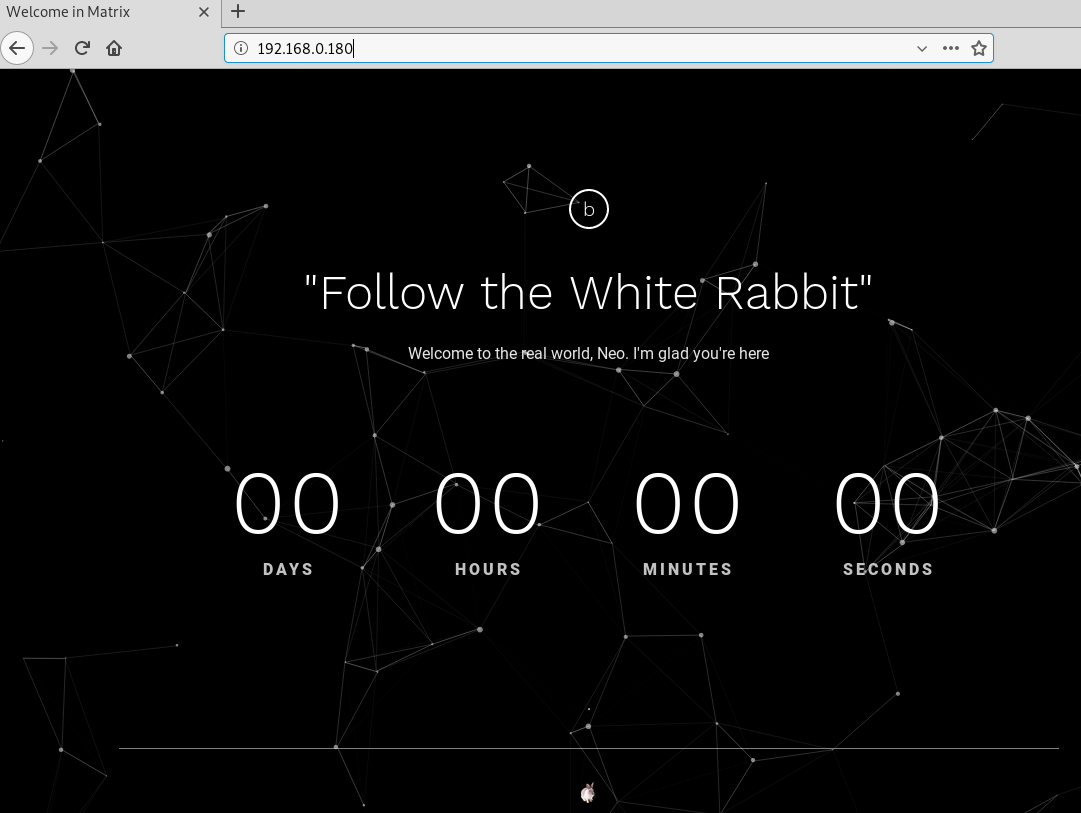 Welcome in Matrix
192.168.0.180
b
"Follow the White Rabbit"
Welcome to the real world, Neo. I'm glad you're here
00 00 00 00
DAYS HOURS MINUTES SECONDS